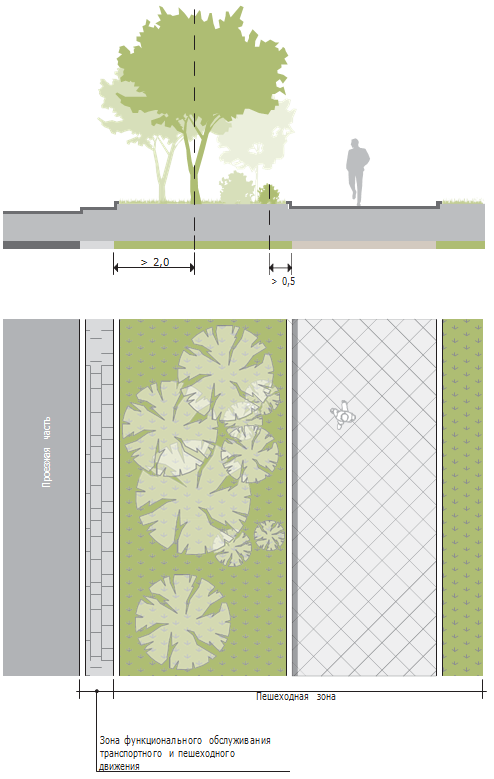 > 2,0
> 0,5
Проезжая часть
Пешеходная зона
Зона функционального обслуживания
транспортного и пешеходного
движения